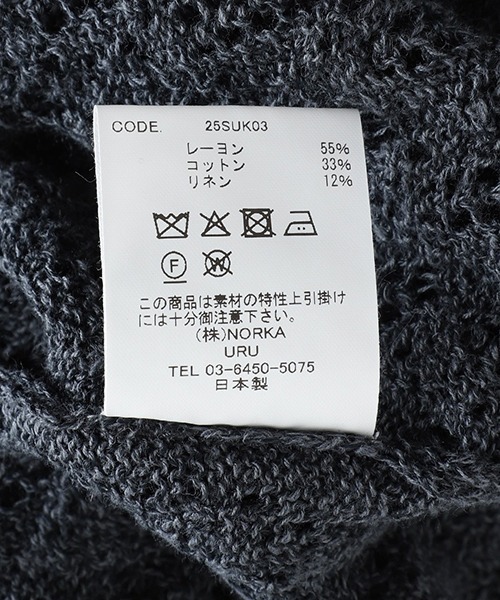 CODE. 25SUK03
レーヨン 55%
コットン 33%
リネン 12%
F W
この商品は素材の特性上引掛け
には十分御注意下さい。
(株)NORKA
URU
TEL 03-6450-5075
日本製